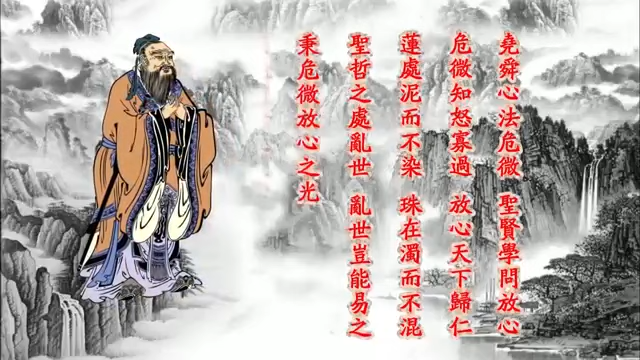 堯舜心法危微 聖賢學問放心
危微知怒寡過 放心天下歸仁
蓮處泥而不染 珠在濁而不混
聖哲之處亂世 亂世豈能易之
秉危微放心之光